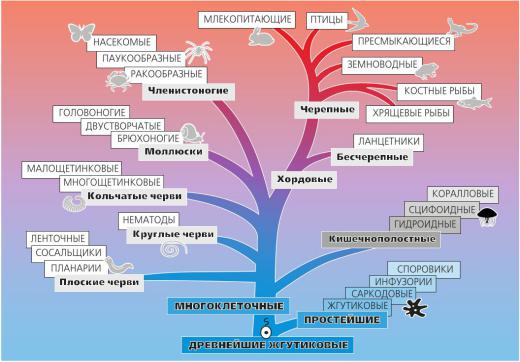 МЛЕКОПИТАЮЩИЕ
ПТИЦЫ
НАСЕКОМЫЕ
ПРЕСМЫКАЮЩИЕСЯ
ПАУКООБРАЗНЫЕ
ЗЕМНОВОДНЫЕ
РАКООБРАЗНЫЕ
Членистоногие
КОСТНЫЕ РЫБЫ
Черепные
ХРЯЩЕВЫЕ РЫБЫ
ГОЛОВОНОГИЕ
ДВУСТВОРЧАТЫЕ
БРЮХОНОГИЕ
ЛАНЦЕТНИКИ
Моллюски
Бесчерепные
МАЛОЩЕТИНКОВЫЕ
МНОГОЩЕТИНКОВЫЕ
Хордовые
Кольчатые черви
КОРАЛЛОВЫЕ
СЦИФОИДНЫЕ
НЕМАТОДЫ
ГИДРОИДНЫЕ
Круглые черви
Кишечнополостные
ЛЕНТОЧНЫЕ
САСАЛЬЩИКИ
ПЛАНАРИИ
СПОРОВИКИ
Плоские черви
ИНФУЗОРИИ
САРКОДОВЫЕ
МНОГОКЛЕТОЧНЫЕ
ЖГУТИКОВЫЕ
ПРОСТЕЙШИЕ
ДРЕВНЕЙШИЕ ЖГУТИКОВЫЕ